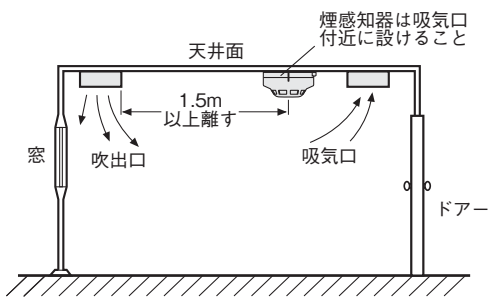 煙感知器は吸気口
付近に設けること
天井面
1.5m
以上離す
窓
吹出口
吸気口
ドアー